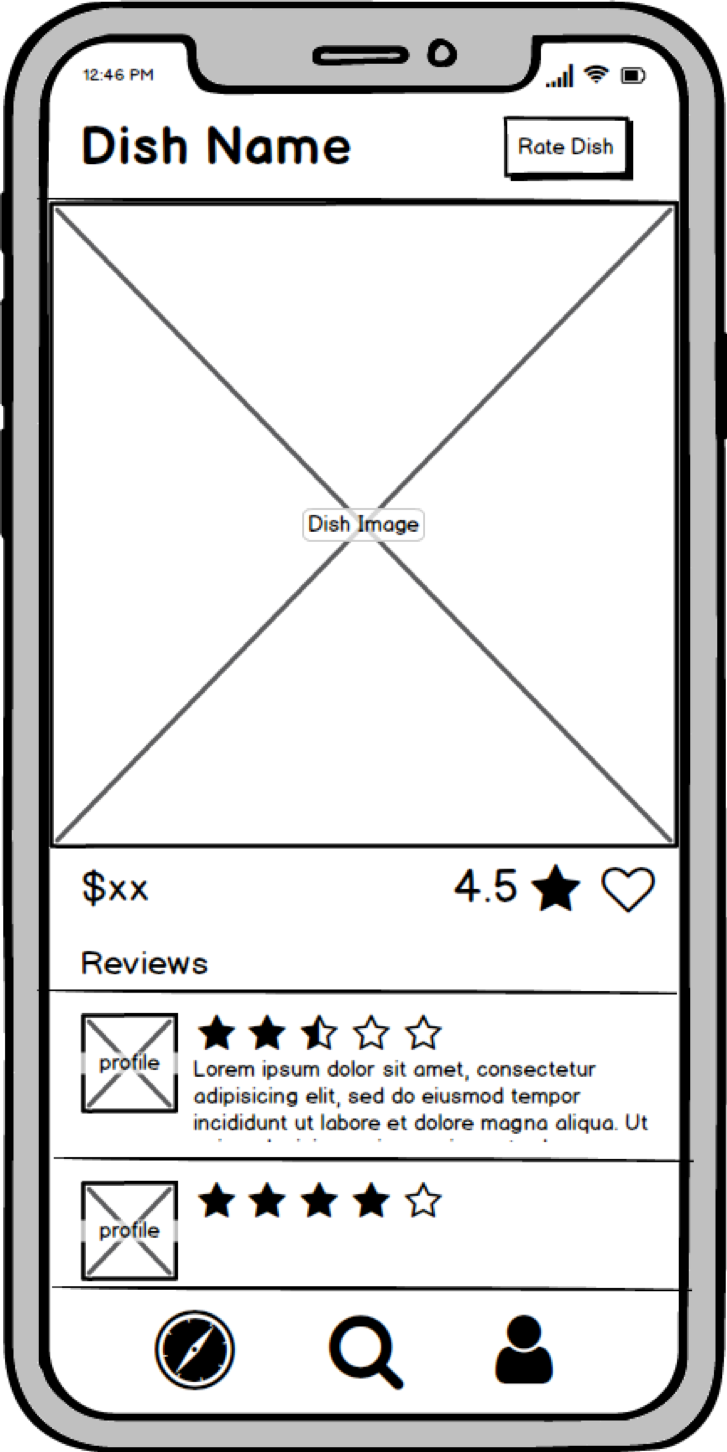 12:46 PM
Dish Name
Rate Dish
Dish Image
$xx
4.5
Reviews
profile
Lorem ipsum dolor sit amet, consectetur
adipisicing elit, sed do eiusmod tempor
incididunt ut labore et dolore magna aliqua. Ut
profile